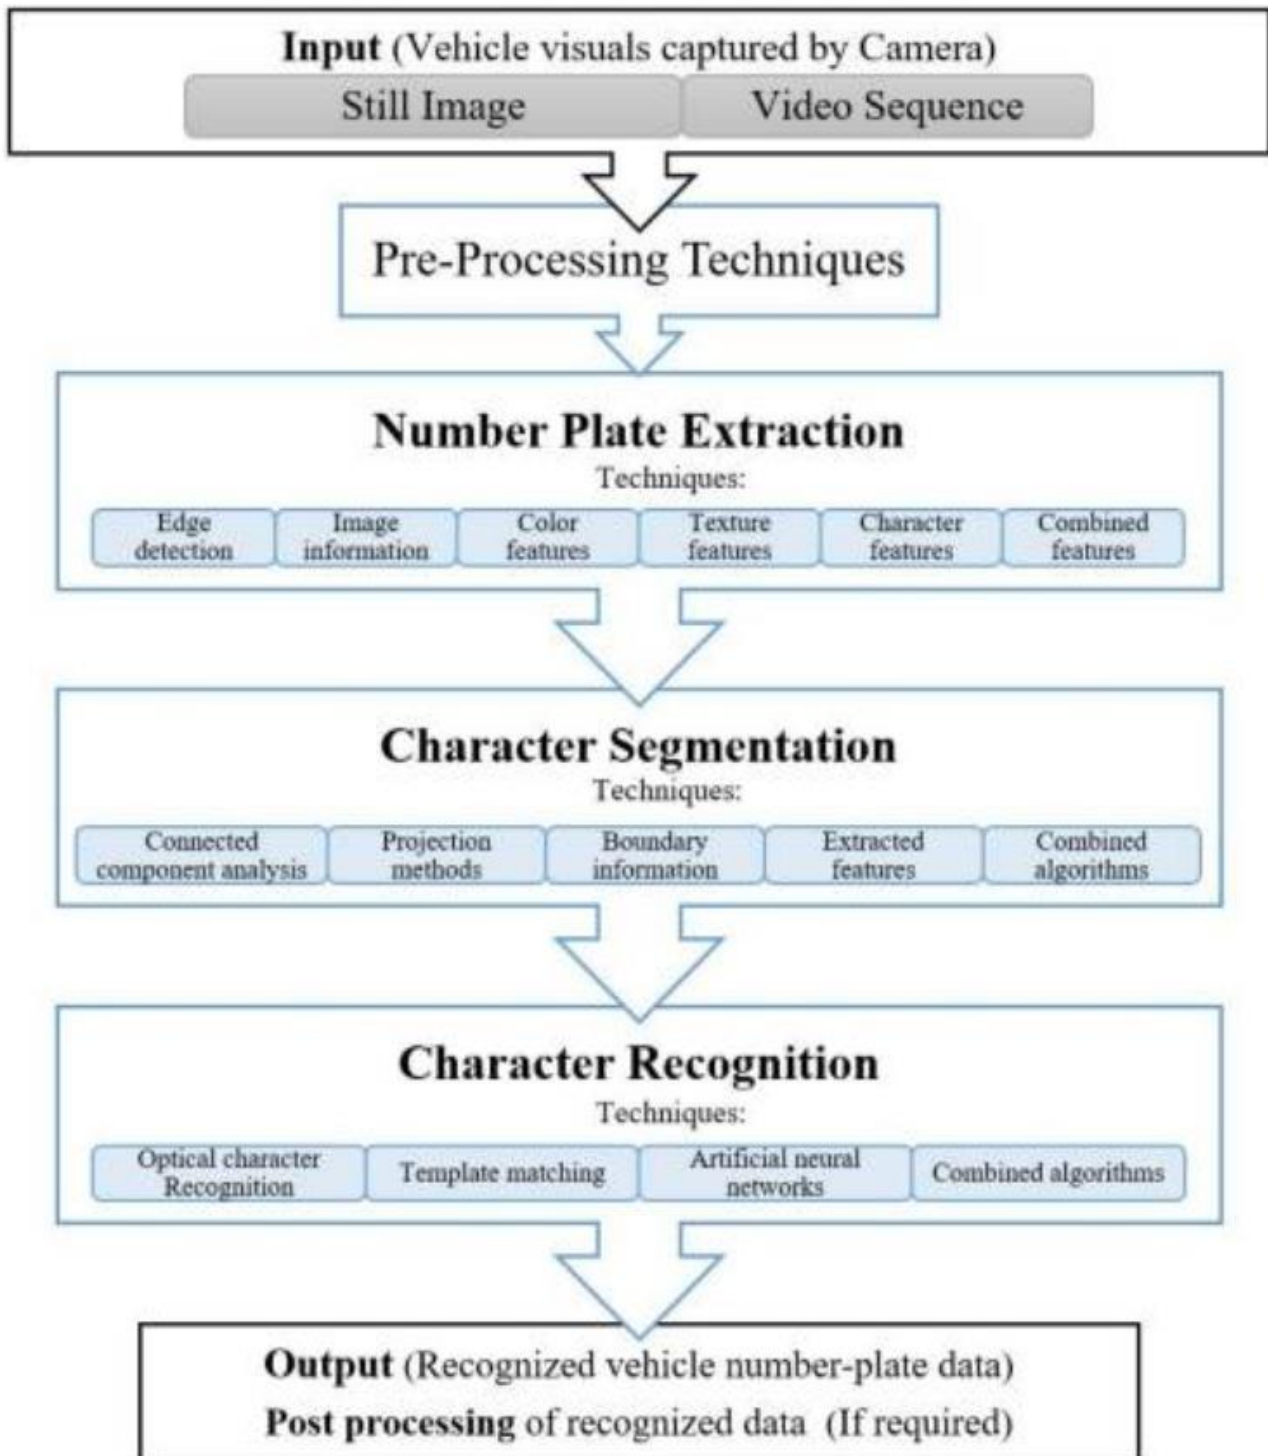 Input (Vehicle visuals captured by Camera)
Still Image Video Sequence
Pre-Processing Techniques
Number Plate Extraction
Techniques:
Edge detection
Image information
Color features
Texture features
Character features
Combined features
Character Segmentation
Techniques:
Connected component analysis
Projection methods
Boundary information
Extracted features
Combined algorithms
Character Recognition
Techniques:
Optical character Recognition
Template matching
Artificial neural networks
Combined algorithms
Output (Recognized vehicle number-plate data)
Post processing of recognized data (If required)